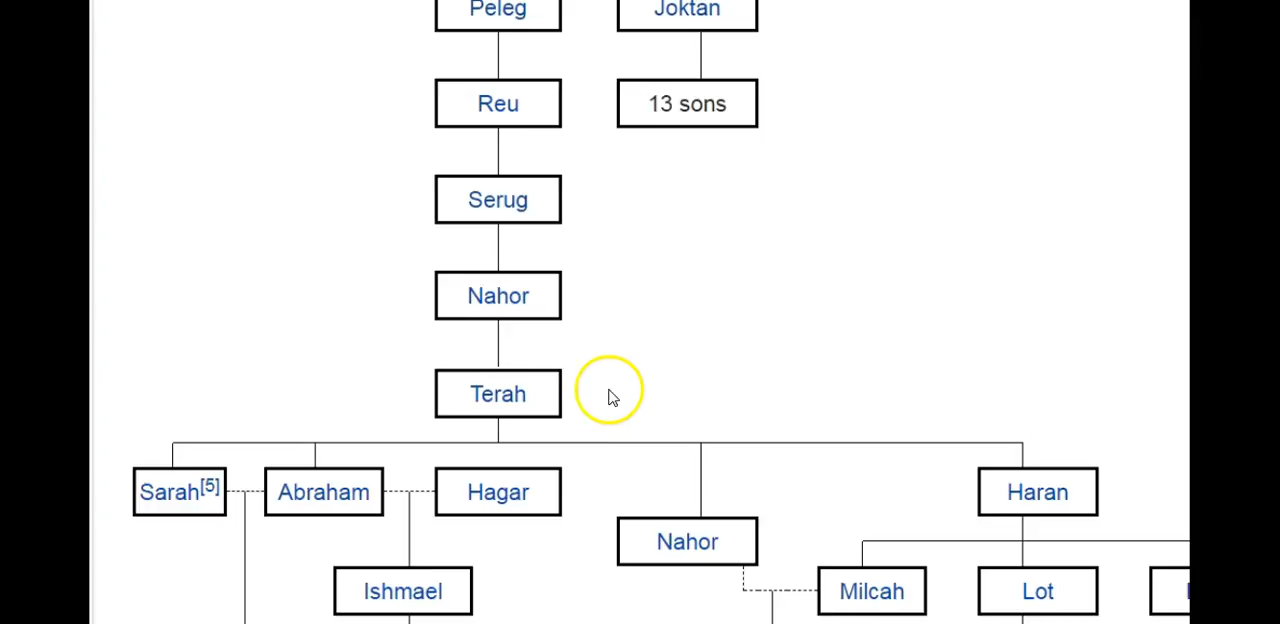 Peleg
Joktan
Reu
13 sons
Serug
Nahor
Terah
Sarah[5]
Abraham
Hagar
Haran
Nahor
Ishmael
Milcah
Lot